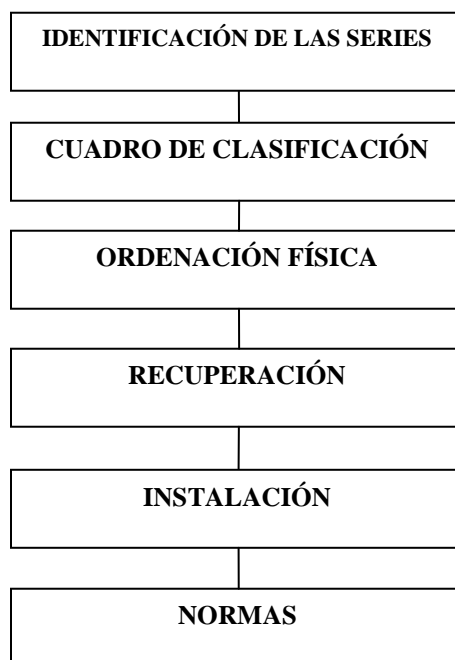 IDENTIFICACIÓN DE LAS SERIES
CUADRO DE CLASIFICACIÓN
ORDENACIÓN FÍSICA
RECUPERACIÓN
INSTALACIÓN
NORMAS